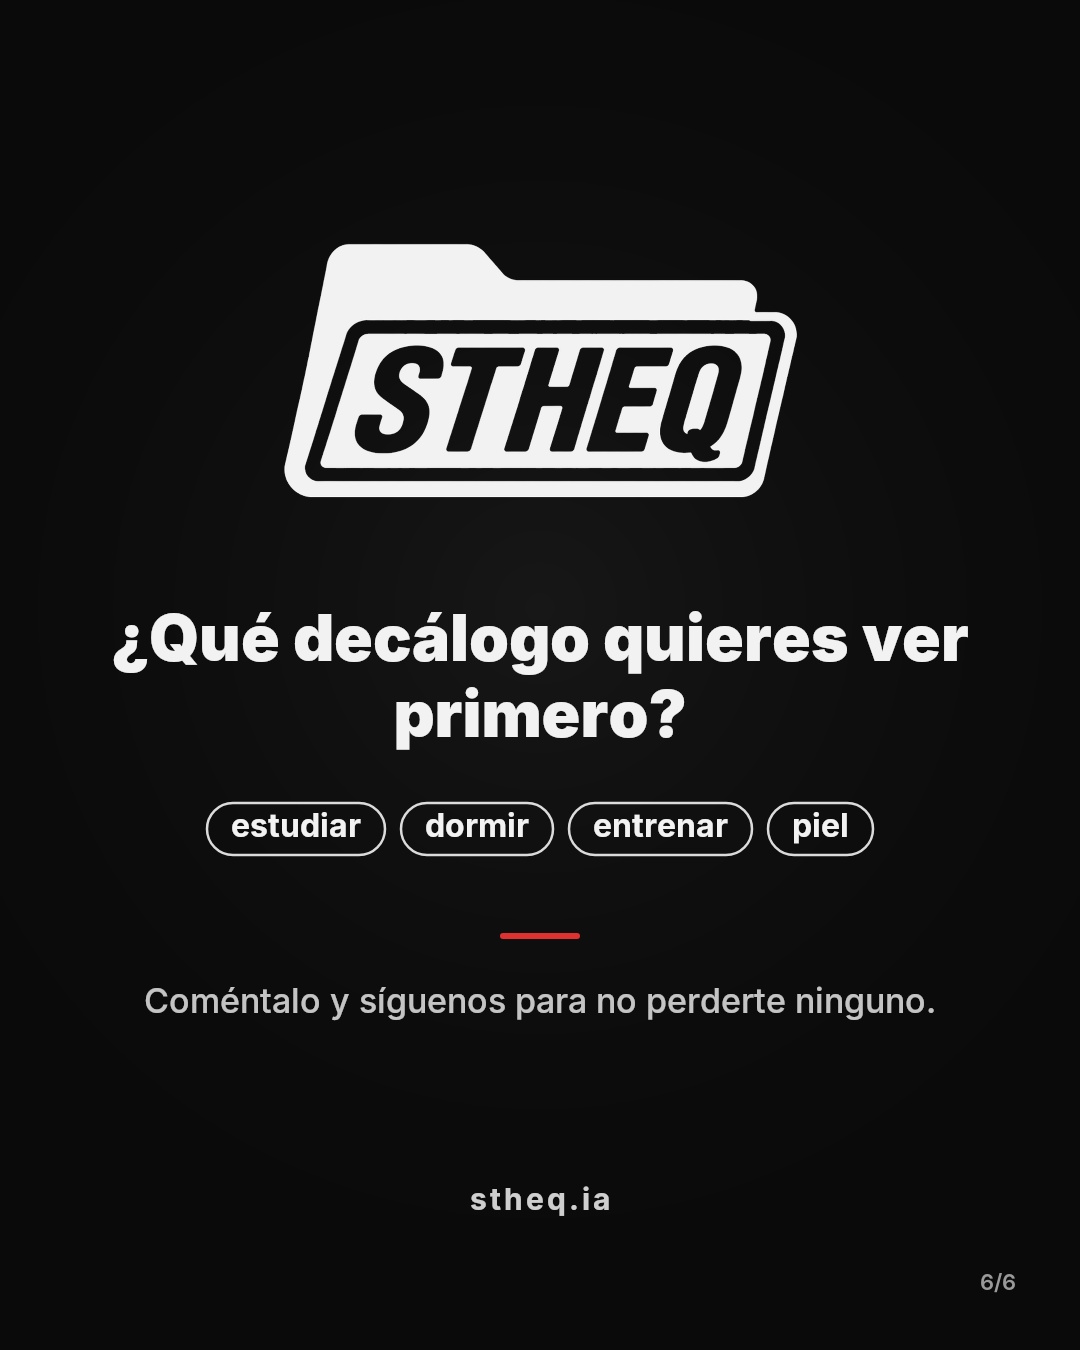 STHEQ
¿Qué decálogo quieres ver
primero?
estudiar dormir entrenar piel
Coméntalo y síguenos para no perderte ninguno.
stheq.ia
6/6